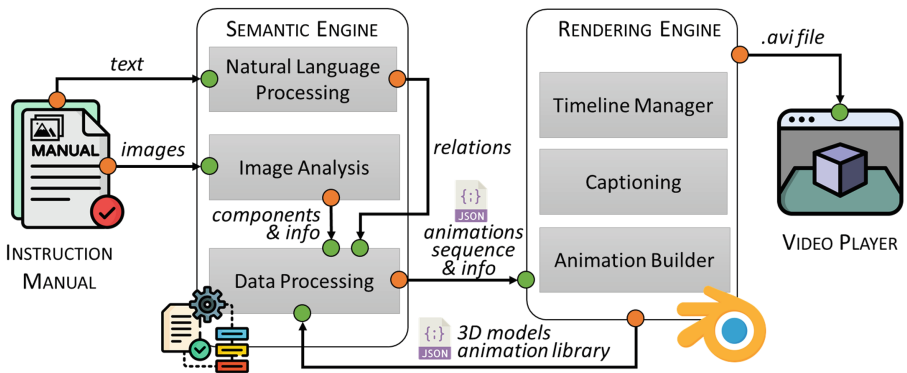 SEMANTIC ENGINE
RENDERING ENGINE
.avi file
text
Natural Language
Processing
Timeline Manager
MANUAL
images
Image Analysis
relations
Captioning
{;}
JSON
components
& info
animations
sequence
& info
INSTRUCTION
MANUAL
Data Processing
Animation Builder
VIDEO PLAYER
{;}
JSON
3D models
animation library